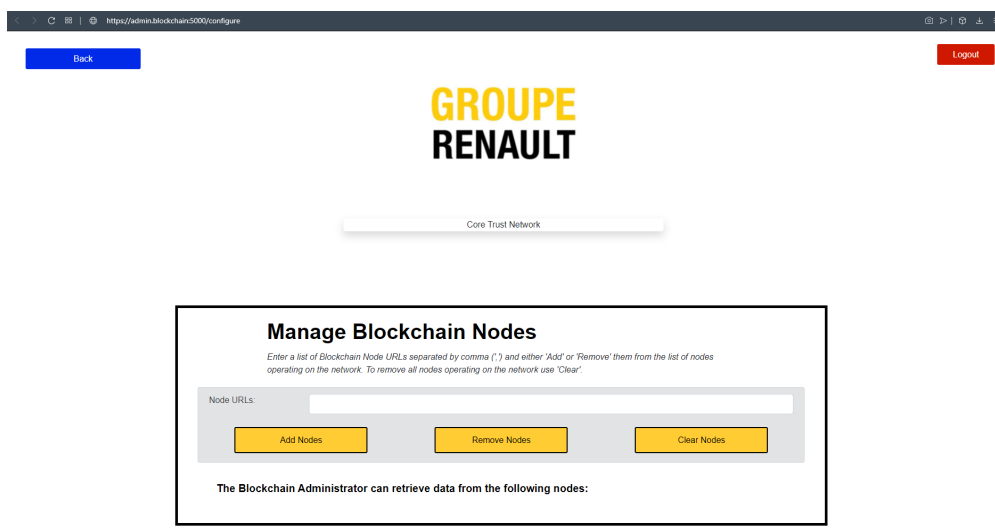 https://admin.blockchain:5000/configure
Back
Logout
GROUPE
RENAULT
Core Trust Network
Manage Blockchain Nodes
Enter a list of Blockchain Node URLs separated by comma (',') and either 'Add' or 'Remove' them from the list of nodes
operating on the network. To remove all nodes operating on the network use 'Clear'.
Node URLs:
Add Nodes
Remove Nodes
Clear Nodes
The Blockchain Administrator can retrieve data from the following nodes: